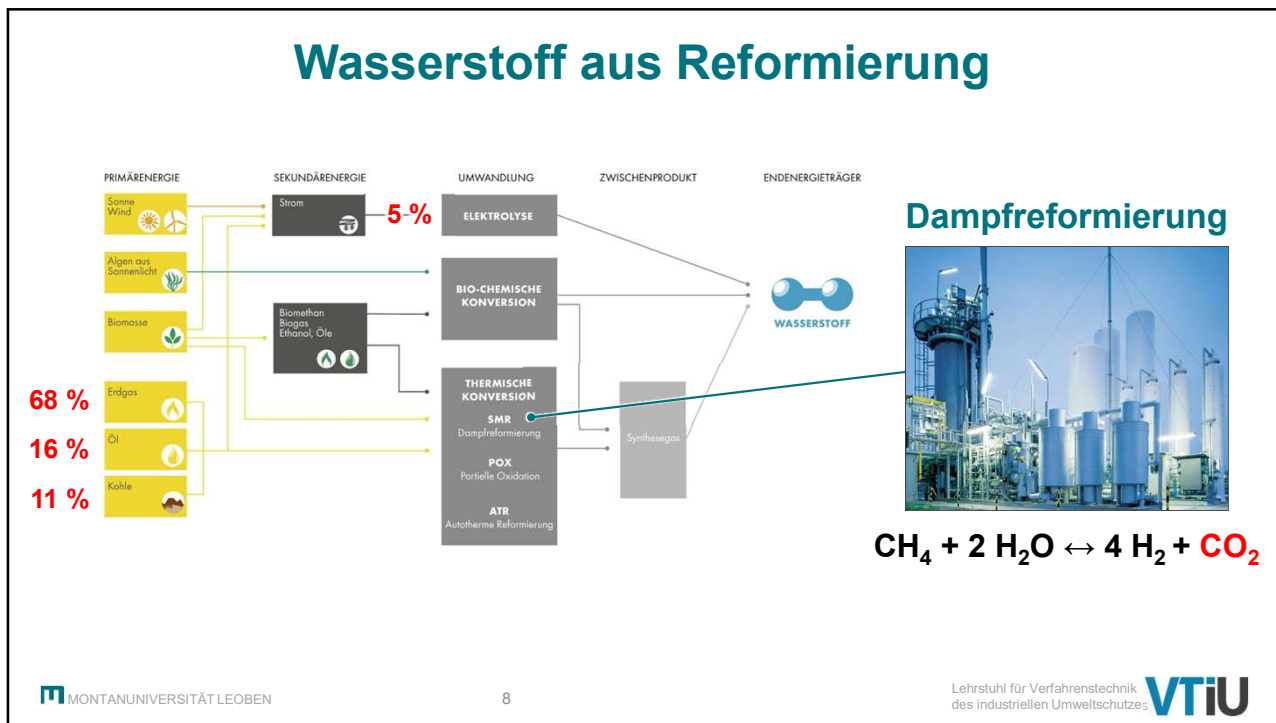 Wasserstoff aus Reformierung
PRIMÄRENERGIE
SEKUNDÄRENERGIE
UMWANDLUNG
ZWISCHENPRODUKT
ENDENERGIETRÄGER
Sonne
Wind
Strom
5 %
ELEKTROLYSE
Algen aus
Sonnenlicht
BIO-CHEMISCHE
KONVERSION
Biomasse
Biomethan
Biogas
Ethanol, Öle
WASSERSTOFF
68 %
Erdgas
16 %
Öl
11 %
Kohle
THERMISCHE
KONVERSION
SMR
Dampfreformierung
POX
Partielle Oxidation
ATR
Autotherme Reformierung
Synthesegas
Dampfreformierung
CH₄ + 2 H₂O ↔ 4 H₂ + CO₂
MONTANUNIVERSITÄT LEOBEN
8
Lehrstuhl für Verfahrenstechnik
des industriellen Umweltschutzes
VTiU